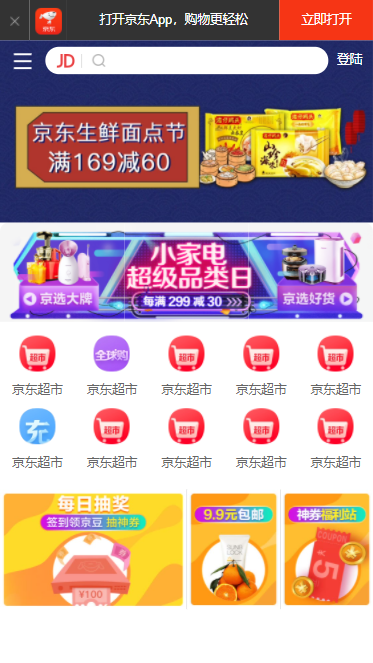 京东
打开京东App，购物更轻松
立即打开
JD
登陆
京东生鲜面点节
满169减60
小家电
超级品类日
京选大牌
每满 299 减 30
京选好货
超市
全球购
超市
超市
超市
京东超市
京东超市
京东超市
京东超市
京东超市
充
超市
超市
超市
超市
京东超市
京东超市
京东超市
京东超市
京东超市
每日抽奖
签到领京豆 抽神券
¥100
9.9元包邮
神券福利站
COUPON
5